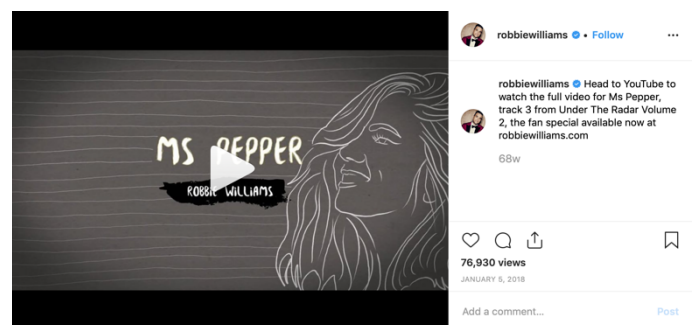 MS PEPPER
ROBBIE WILLIAMS
robbiewilliams • Follow
robbiewilliams Head to YouTube to
watch the full video for Ms Pepper,
track 3 from Under The Radar Volume
2, the fan special available now at
robbiewilliams.com
68w
76,930 views
JANUARY 5, 2018
Add a comment... Post